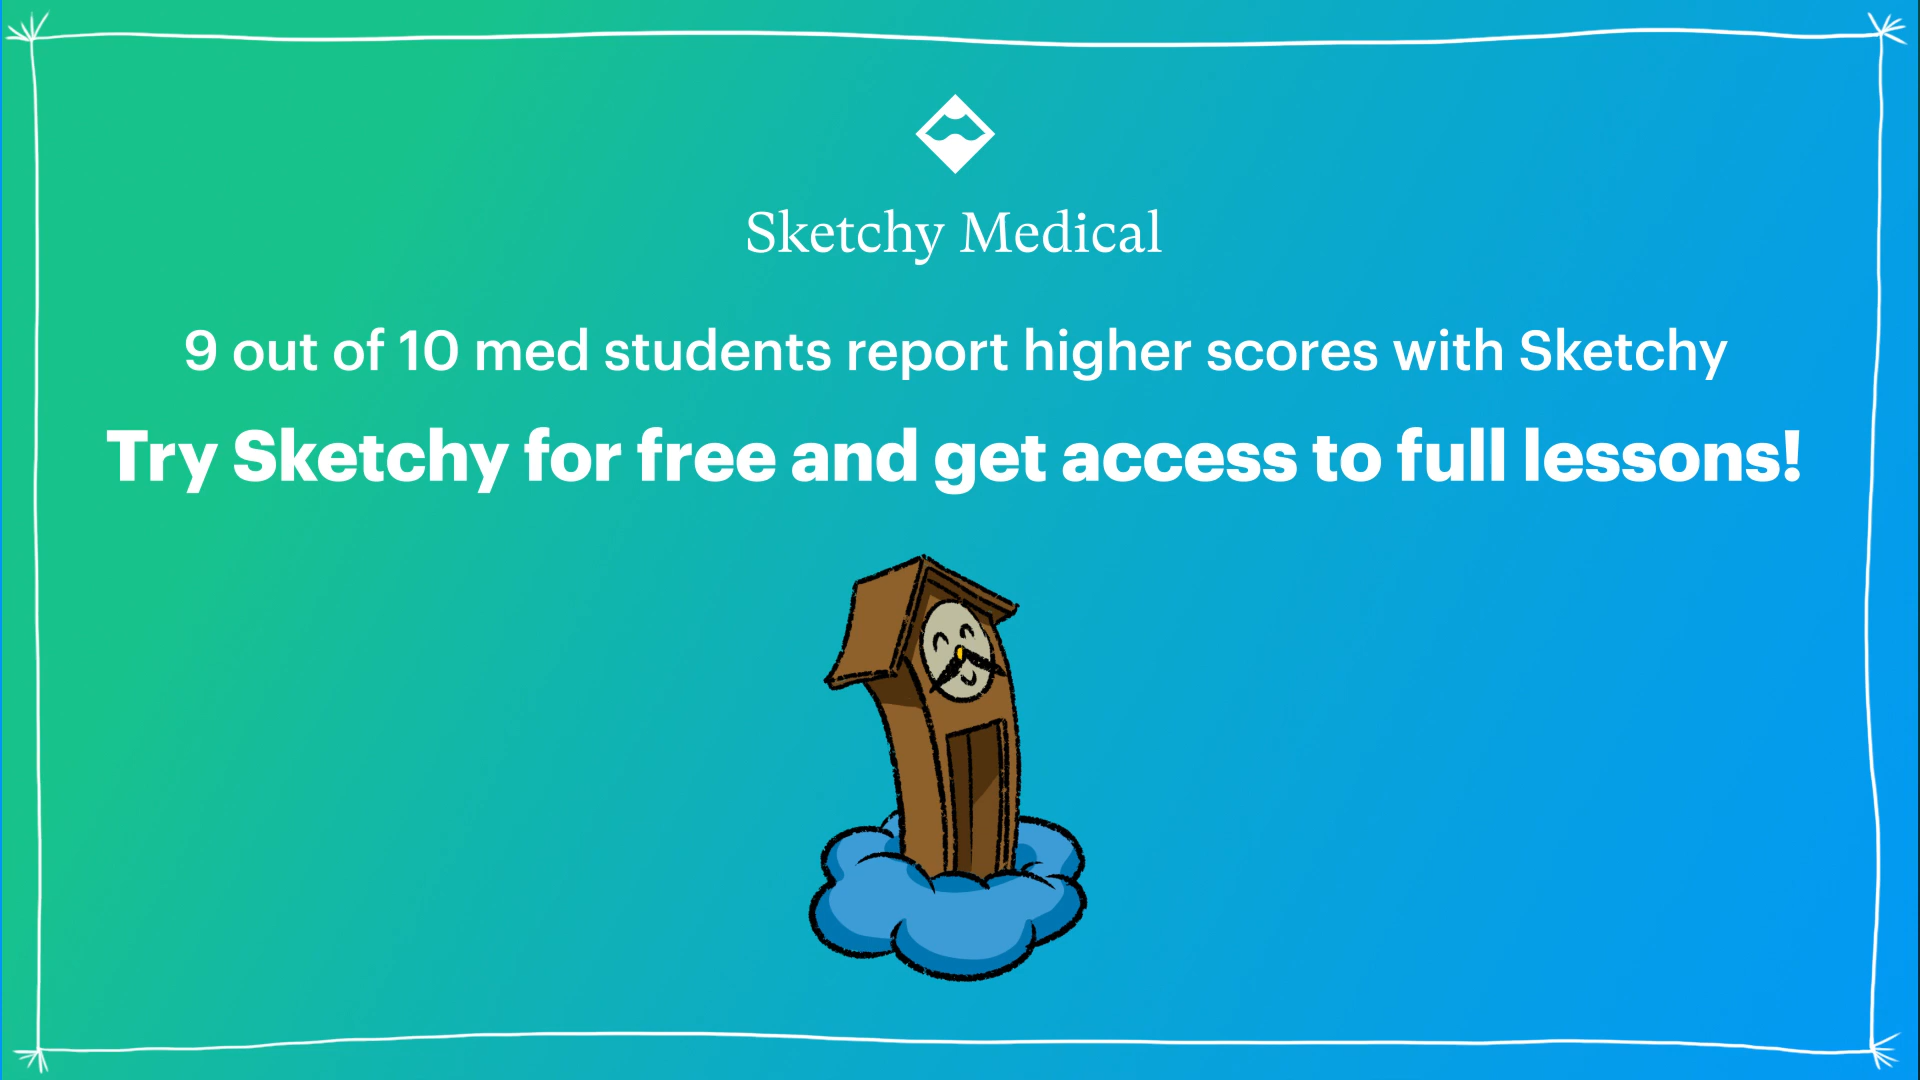 Sketchy Medical
9 out of 10 med students report higher scores with Sketchy
Try Sketchy for free and get access to full lessons!